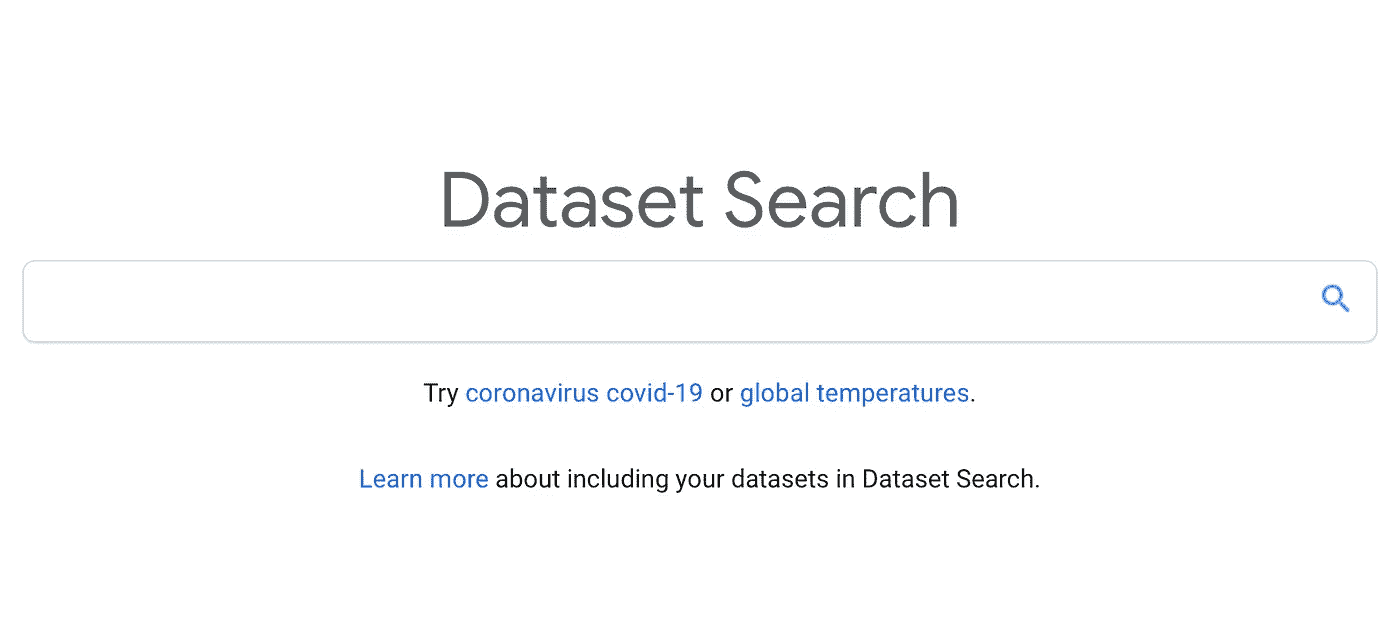 Dataset Search
Try coronavirus covid-19 or global temperatures.
Learn more about including your datasets in Dataset Search.